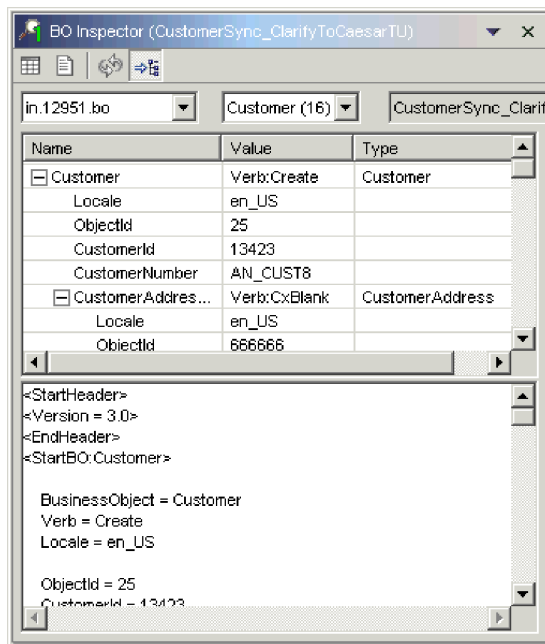 BO Inspector (CustomerSync_ClarifyToCaesarTU)
in.12951.bo Customer (16) CustomerSync_Clarif
Name Value Type
Customer Verb:Create Customer
Locale en_US
ObjectId 25
CustomerId 13423
CustomerNumber AN_CUST8
CustomerAddres... Verb:CxBlank CustomerAddress
Locale en_US
ObjectId 666666
<StartHeader>
<Version = 3.0>
<EndHeader>
<StartBO:Customer>
BusinessObject = Customer
Verb = Create
Locale = en_US
ObjectId = 25
CustomerId = 13423